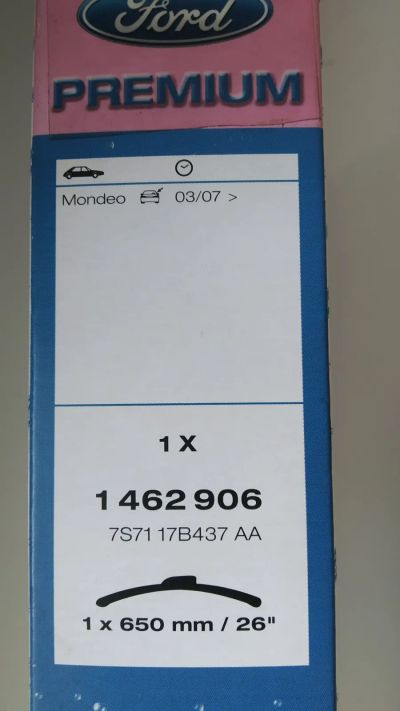 Ford
PREMIUM
Mondeo 03/07 >
1 X
1 462 906
7S71 17B437 AA
1 x 650 mm / 26"